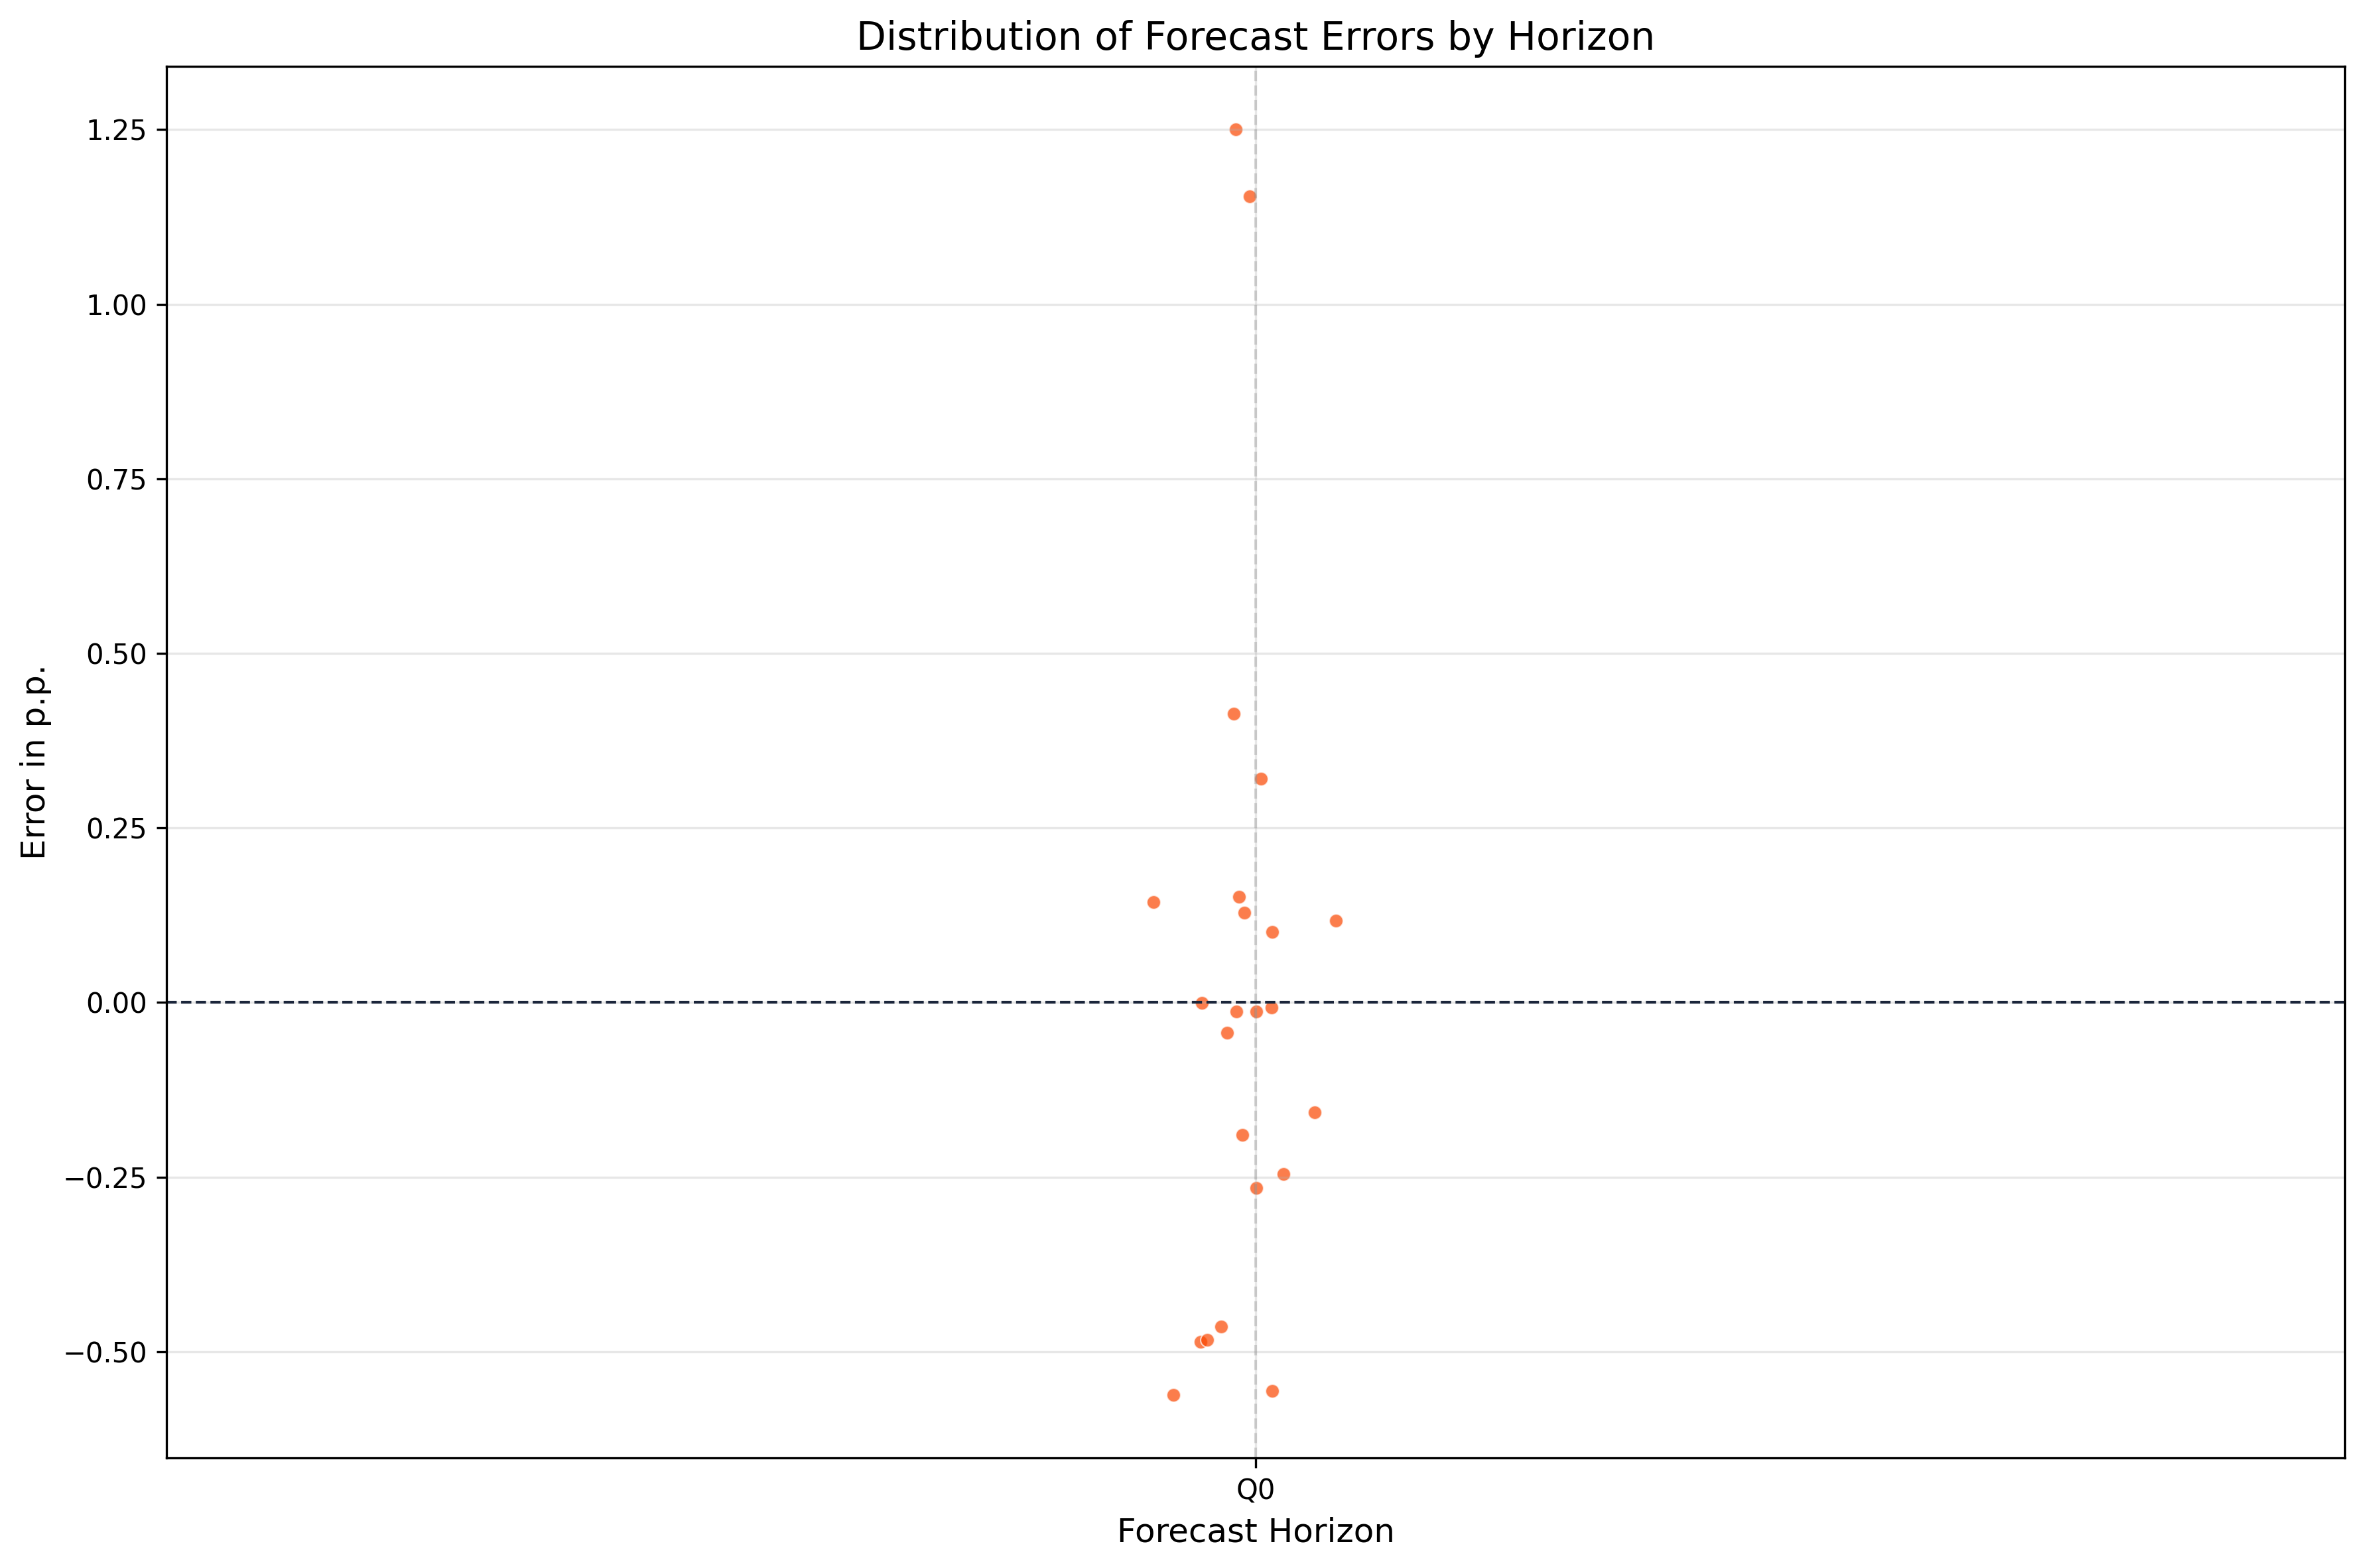 Distribution of Forecast Errors by Horizon
1.25
1.00
0.75
0.50
0.25
0.00
−0.25
−0.50
Error in p.p.
Q0
Forecast Horizon